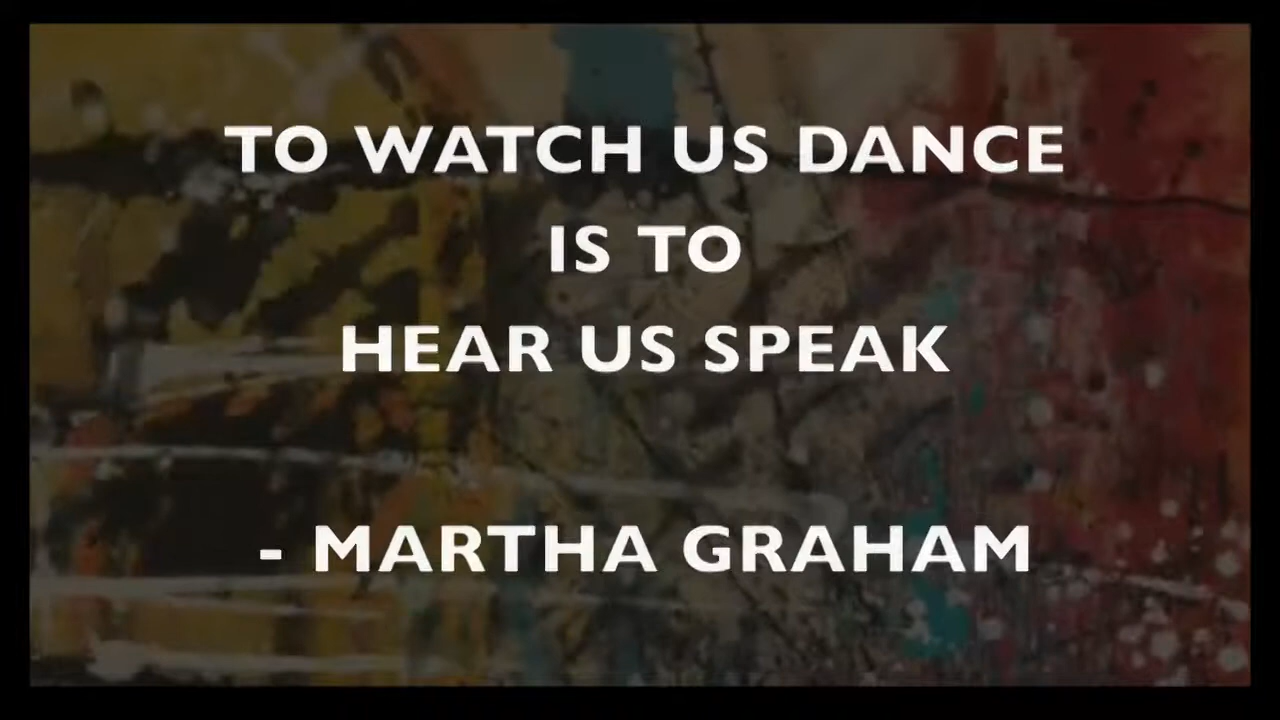 TO WATCH US DANCE
IS TO
HEAR US SPEAK
- MARTHA GRAHAM